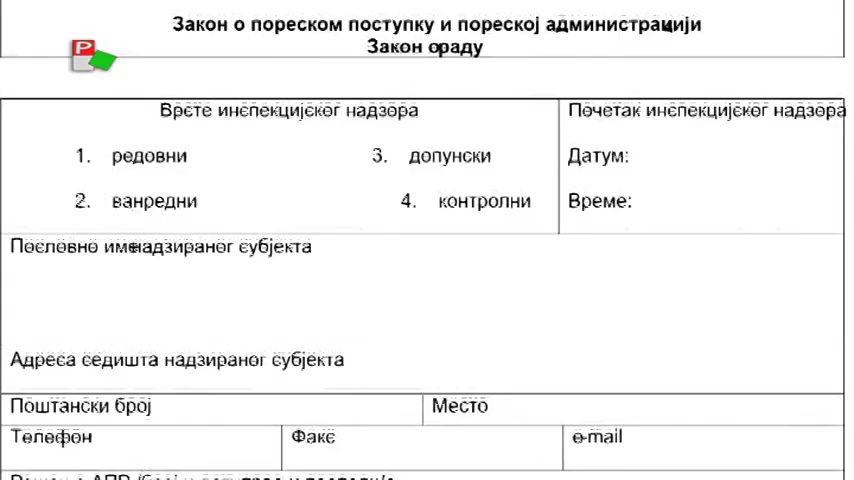 Закон о пореском поступку и пореској администрацији
Закон о раду
P
Врсте инспекцијског надзора
Почетак инспекцијског надзора
1. редовни
3. допунски
Датум:
2. ванредни
4. контролни
Време:
Пословно име надзираног субјекта
Адреса седишта надзираног субјекта
Поштански број
Место
Телефон
Факс
e-mail